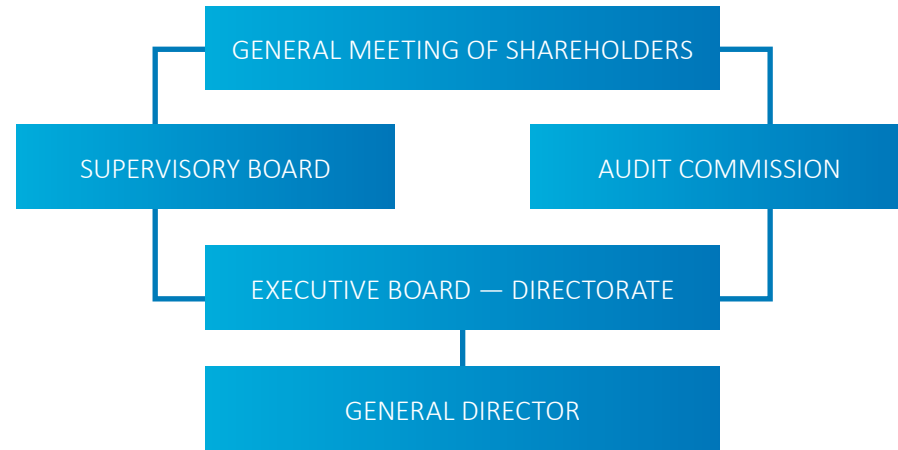 GENERAL MEETING OF SHAREHOLDERS
SUPERVISORY BOARD
AUDIT COMMISSION
EXECUTIVE BOARD — DIRECTORATE
GENERAL DIRECTOR